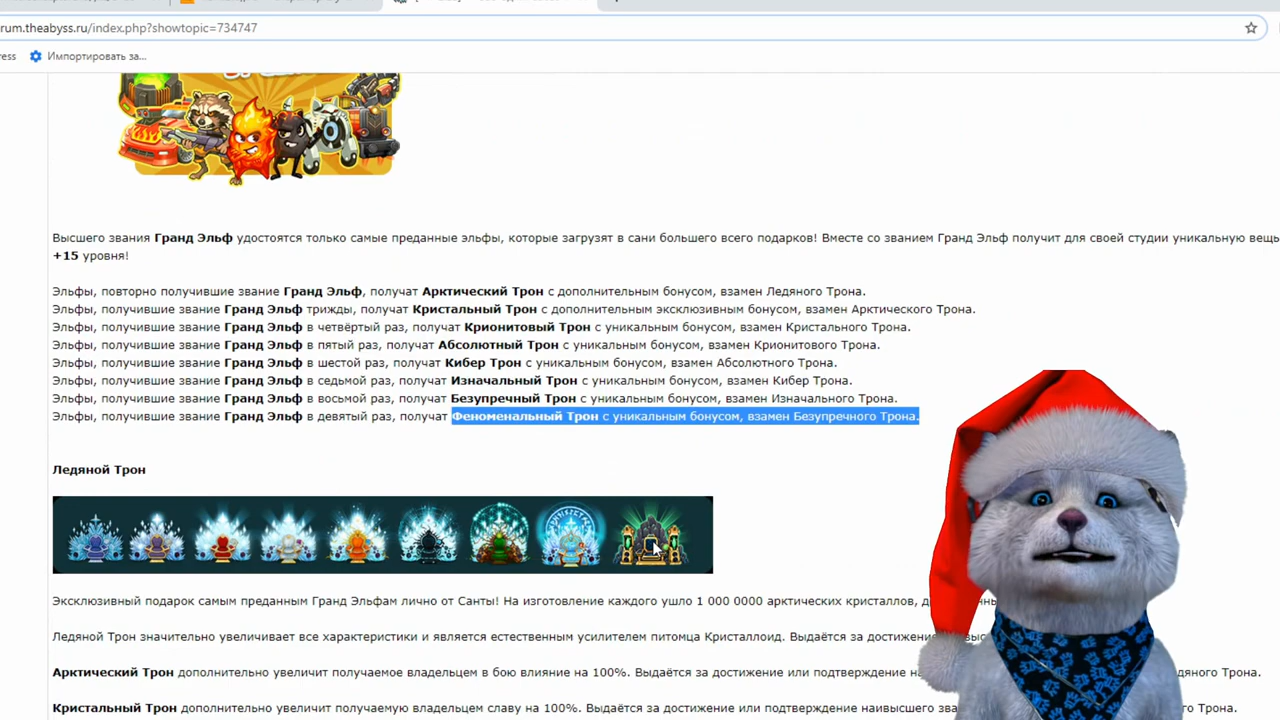 rum.theabyss.ru/index.php?showtopic=734747
ress Импортировать за...
Высшего звания Гранд Эльф удостоятся только самые преданные эльфы, которые загрузят в сани большего всего подарков! Вместе со званием Гранд Эльф получит для своей студии уникальную вещь
+15 уровня!
Эльфы, повторно получившие звание Гранд Эльф, получат Арктический Трон с дополнительным бонусом, взамен Ледяного Трона.
Эльфы, получившие звание Гранд Эльф трижды, получат Кристальный Трон с дополнительным эксклюзивным бонусом, взамен Арктического Трона.
Эльфы, получившие звание Гранд Эльф в четвёртый раз, получат Крионитовый Трон с уникальным бонусом, взамен Кристального Трона.
Эльфы, получившие звание Гранд Эльф в пятый раз, получат Абсолютный Трон с уникальным бонусом, взамен Крионитового Трона.
Эльфы, получившие звание Гранд Эльф в шестой раз, получат Кибер Трон с уникальным бонусом, взамен Абсолютного Трона.
Эльфы, получившие звание Гранд Эльф в седьмой раз, получат Изначальный Трон с уникальным бонусом, взамен Кибер Трона.
Эльфы, получившие звание Гранд Эльф в восьмой раз, получат Безупречный Трон с уникальным бонусом, взамен Изначального Трона.
Эльфы, получившие звание Гранд Эльф в девятый раз, получат Феноменальный Трон с уникальным бонусом, взамен Безупречного Трона.
Ледяной Трон
Эксклюзивный подарок самым преданным Гранд Эльфам лично от Санты! На изготовление каждого ушло 1 000 0000 арктических кристаллов, д
Ледяной Трон значительно увеличивает все характеристики и является естественным усилителем питомца Кристаллоид. Выдаётся за достижение
Арктический Трон дополнительно увеличит получаемое владельцем в бою влияние на 100%. Выдаётся за достижение или подтверждение на дяного Трона.
Кристальный Трон дополнительно увеличит получаемую владельцем славу на 100%. Выдаётся за достижение или подтверждение наивысшего зва го Трона.